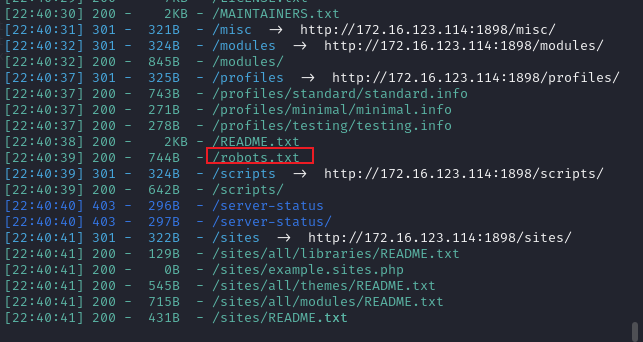 [22:40:30] 200 -    2KB - /MAINTAINERS.txt
[22:40:31] 301 -  321B  - /misc  ->  http://172.16.123.114:1898/misc/
[22:40:32] 301 -  324B  - /modules  ->  http://172.16.123.114:1898/modules/
[22:40:32] 200 -  845B  - /modules/
[22:40:37] 301 -  325B  - /profiles  ->  http://172.16.123.114:1898/profiles/
[22:40:37] 200 -  743B  - /profiles/standard/standard.info
[22:40:37] 200 -  271B  - /profiles/minimal/minimal.info
[22:40:37] 200 -  278B  - /profiles/testing/testing.info
[22:40:38] 200 -    2KB - /README.txt
[22:40:39] 200 -  744B  - /robots.txt
[22:40:39] 301 -  324B  - /scripts  ->  http://172.16.123.114:1898/scripts/
[22:40:39] 200 -  642B  - /scripts/
[22:40:40] 403 -  296B  - /server-status
[22:40:40] 403 -  297B  - /server-status/
[22:40:41] 301 -  322B  - /sites  ->  http://172.16.123.114:1898/sites/
[22:40:41] 200 -  129B  - /sites/all/libraries/README.txt
[22:40:41] 200 -    0B  - /sites/example.sites.php
[22:40:41] 200 -  545B  - /sites/all/themes/README.txt
[22:40:41] 200 -  715B  - /sites/all/modules/README.txt
[22:40:41] 200 -  431B  - /sites/README.txt